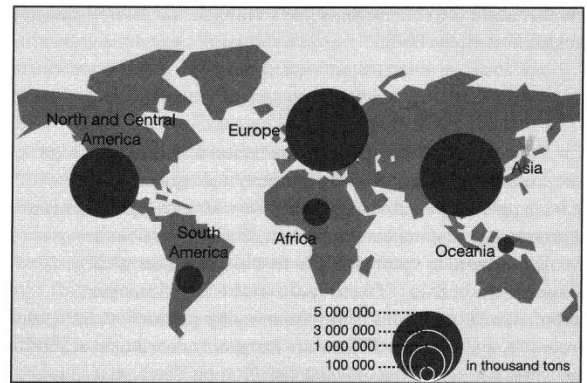 North and Central
America
Europe
Asia
South
America
Africa
Oceania
5 000 000
3 000 000
1 000 000
100 000
in thousand tons